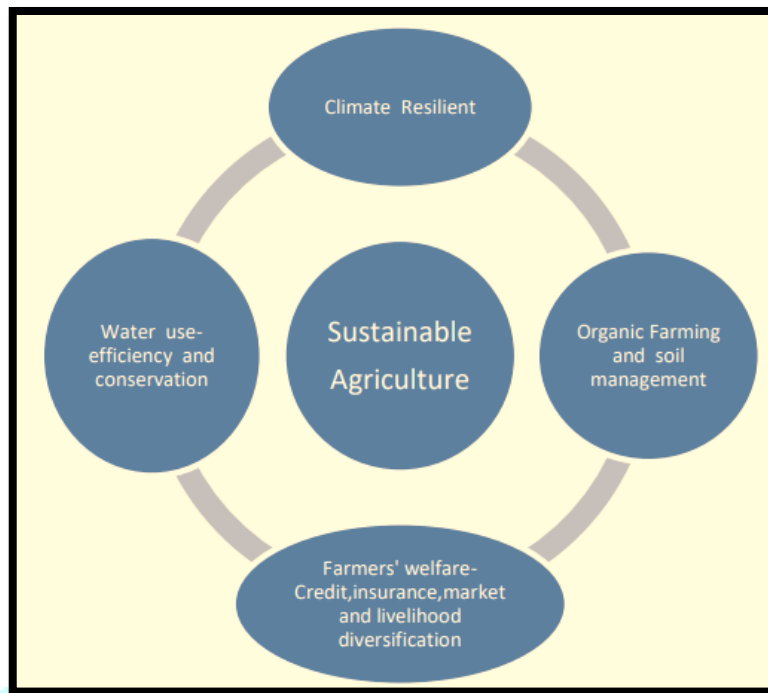 Climate Resilient
Water use-
efficiency and
conservation
Sustainable
Agriculture
Organic Farming
and soil
management
Farmers' welfare-
Credit,insurance,market
and livelihood
diversification